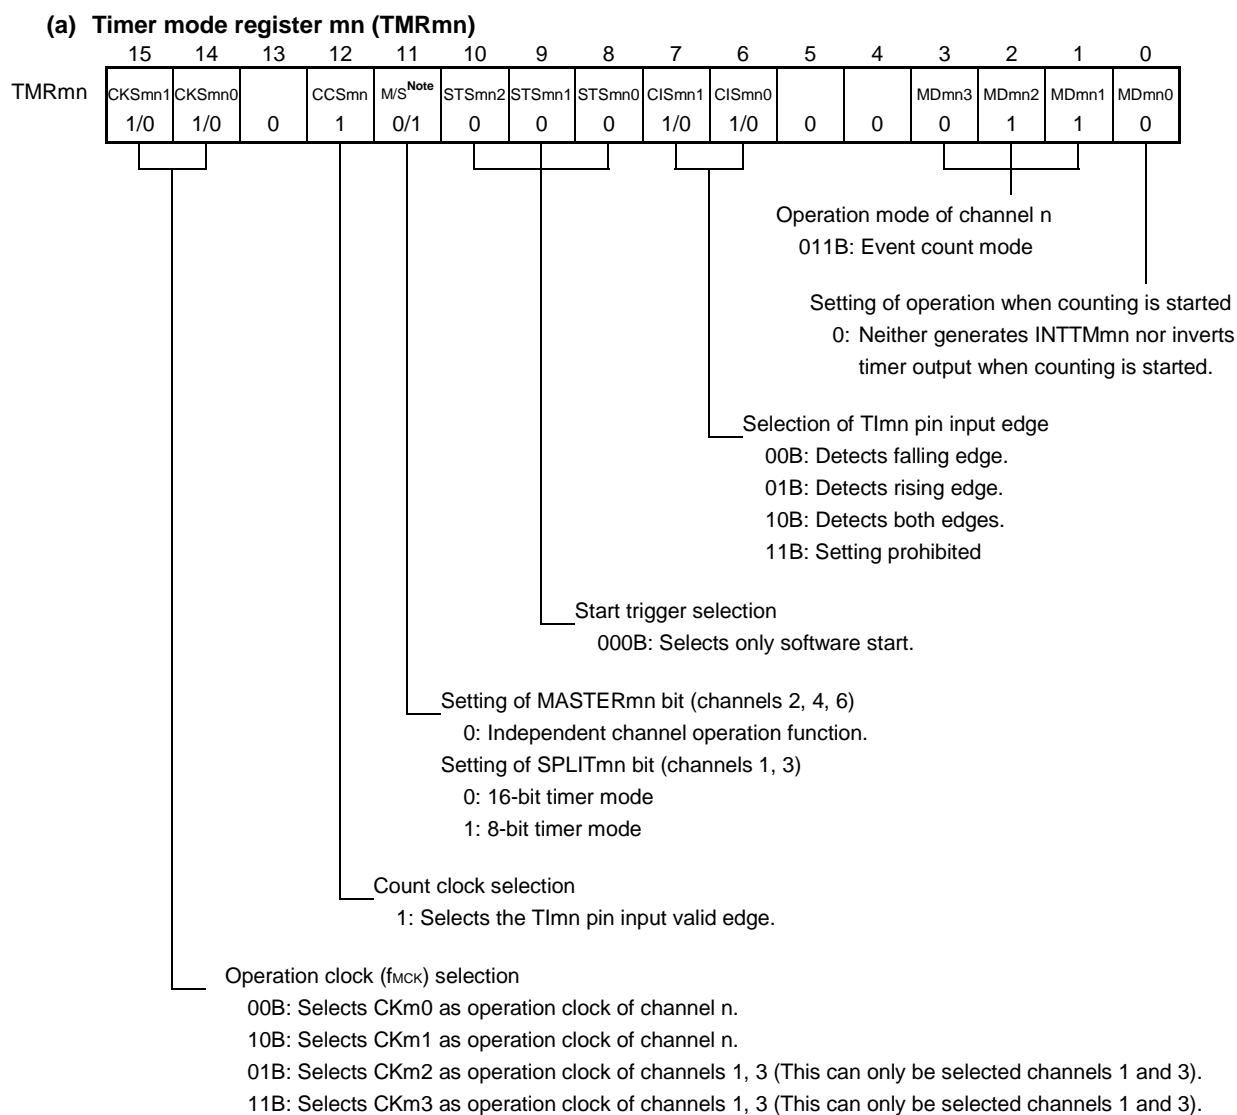 (a) Timer mode register mn (TMRmn)
15 14 13 12 11 10 9 8 7 6 5 4 3 2 1 0
TMRmn CKSmn1 CKSmn0 CCSmn M/S Note STSmn2 STSmn1 STSmn0 CISmn1 CISmn0 MDmn3 MDmn2 MDmn1 MDmn0
1/0 1/0 0 1 0/1 0 0 0 1/0 1/0 0 0 0 1 1 0
Operation mode of channel n
011B: Event count mode
Setting of operation when counting is started
0: Neither generates INTTMmn nor inverts
timer output when counting is started.
Selection of TImn pin input edge
00B: Detects falling edge.
01B: Detects rising edge.
10B: Detects both edges.
11B: Setting prohibited
Start trigger selection
000B: Selects only software start.
Setting of MASTERmn bit (channels 2, 4, 6)
0: Independent channel operation function.
Setting of SPLITmn bit (channels 1, 3)
0: 16-bit timer mode
1: 8-bit timer mode
Count clock selection
1: Selects the TImn pin input valid edge.
Operation clock (fMCK) selection
00B: Selects CKm0 as operation clock of channel n.
10B: Selects CKm1 as operation clock of channel n.
01B: Selects CKm2 as operation clock of channels 1, 3 (This can only be selected channels 1 and 3).
11B: Selects CKm3 as operation clock of channels 1, 3 (This can only be selected channels 1 and 3).